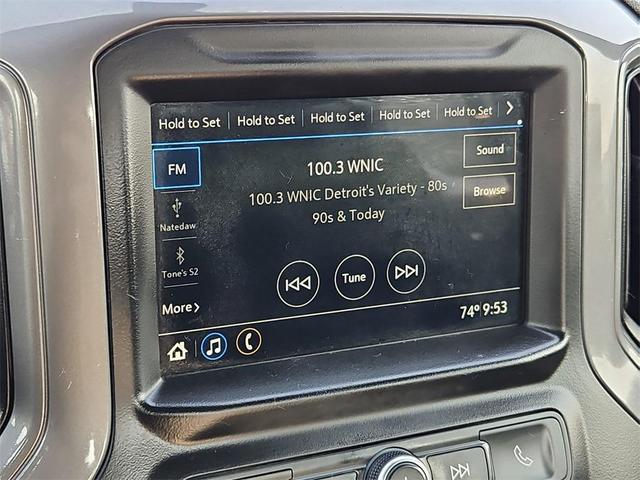 Hold to Set Hold to Set Hold to Set Hold to Set Hold to Set
FM
100.3 WNIC
Sound
100.3 WNIC Detroit's Variety - 80s
Browse
90s & Today
Natedaw
Tone's S2
Tune
More
74° 9:53